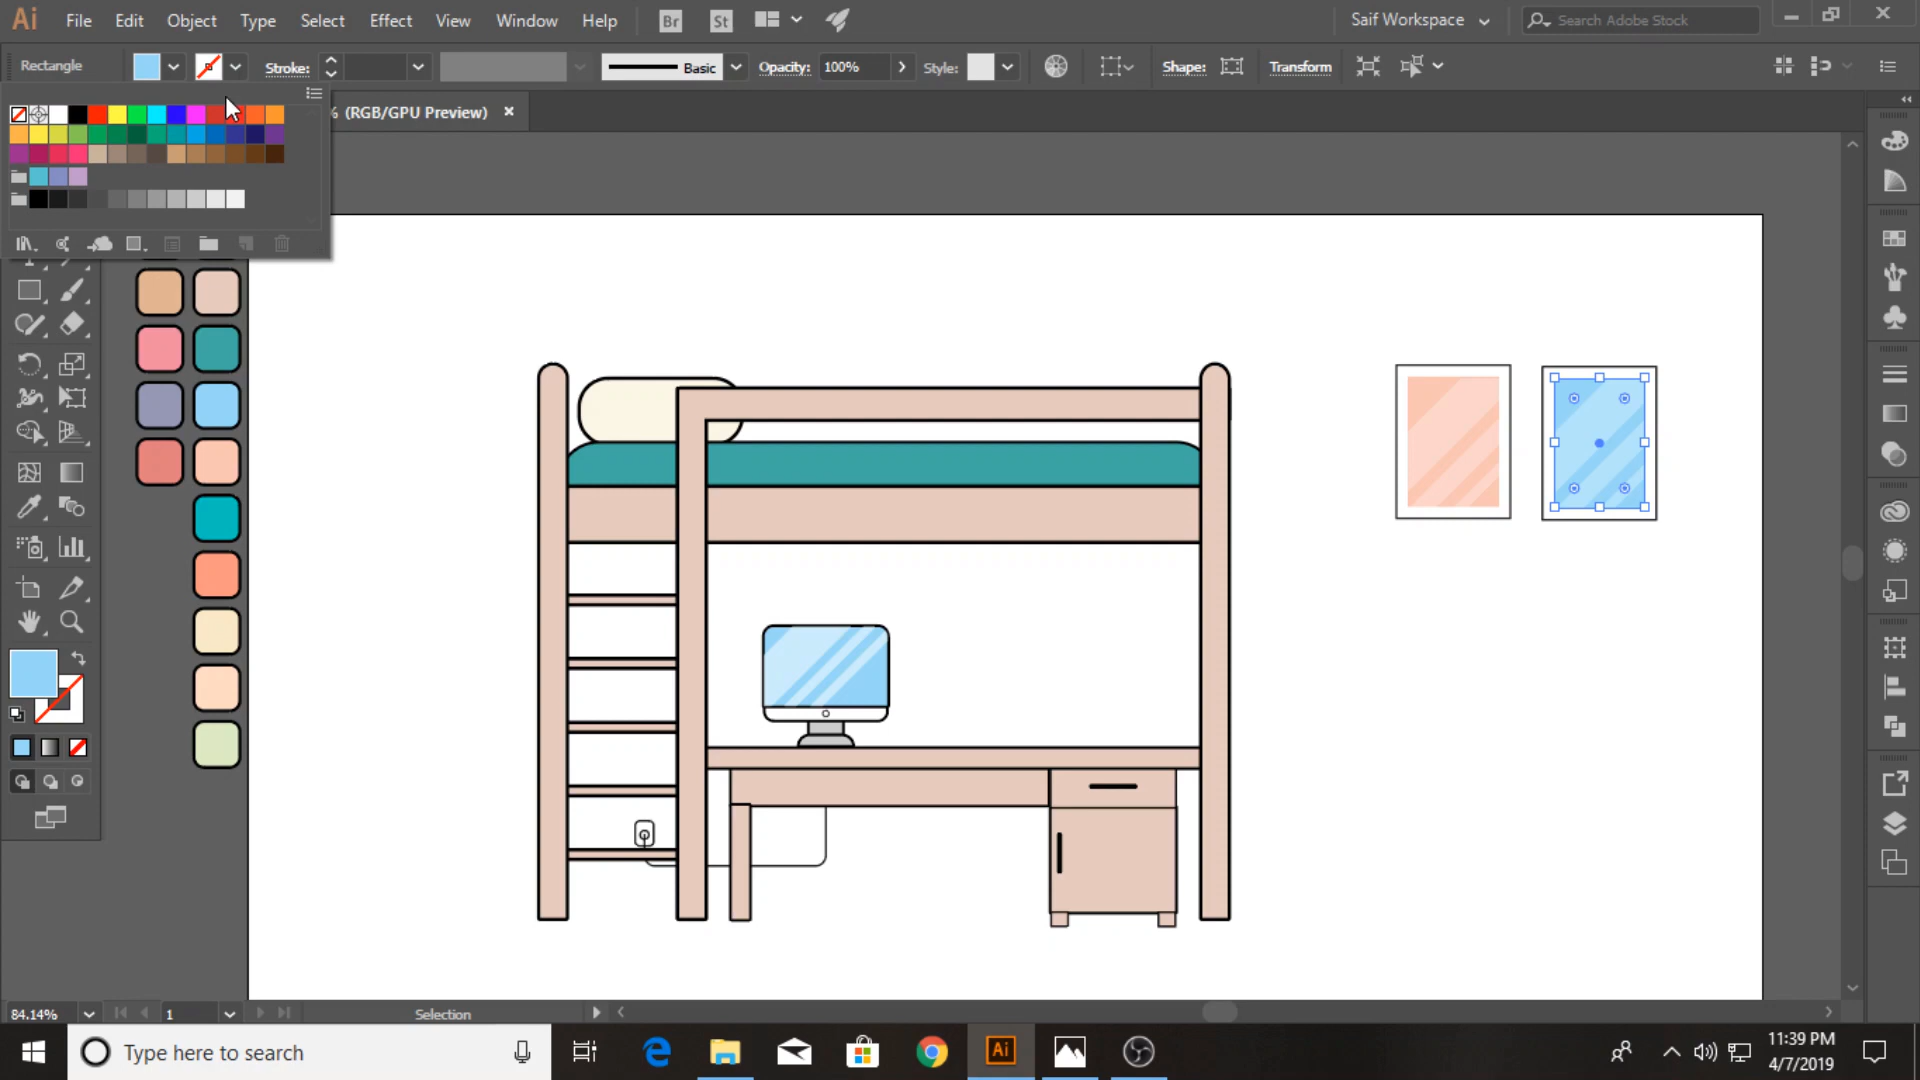 Ai File Edit Object Type Select Effect View Window Help Br St Saif Workspace Search Adobe Stock
Rectangle Stroke: Basic Opacity: 100% Style: Shape: Transform
% (RGB/GPU Preview) ×
84.14% 1 Selection
Type here to search Ai 11:39 PM
4/7/2019